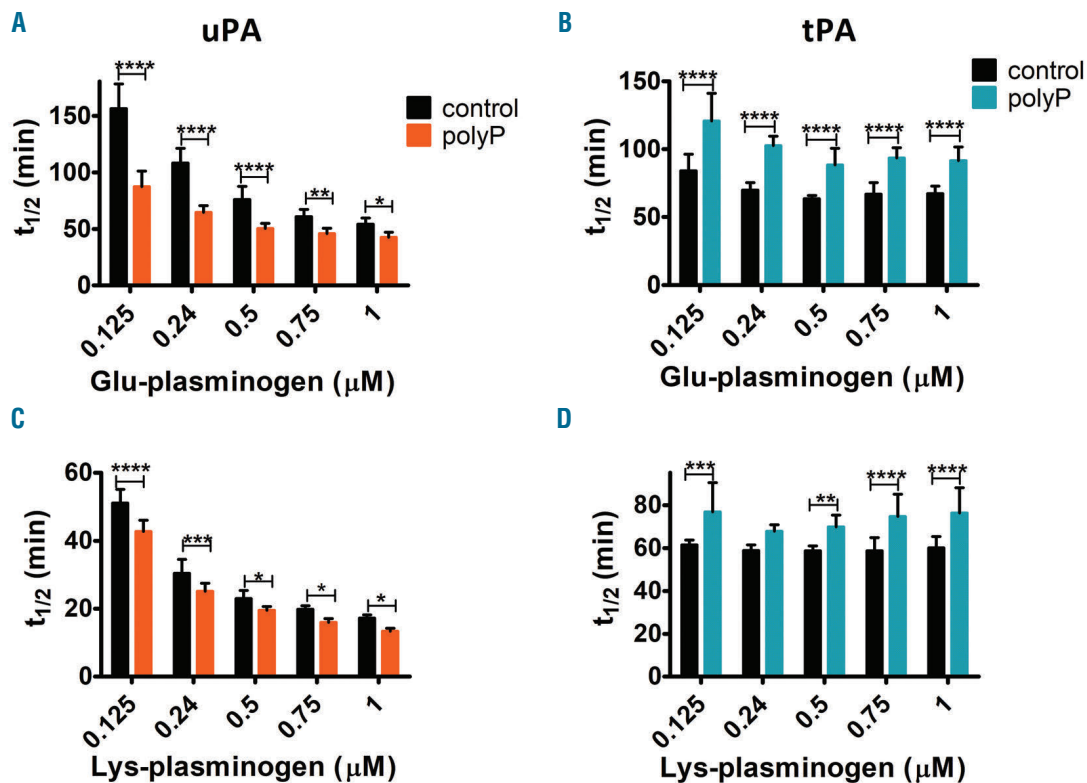 A
uPA
****
****
****
**
*
control
polyP
150
100
50
0
t1/2 (min)
0.125 0.24 0.5 0.75 1
Glu-plasminogen (μM)
B
tPA
****
****
****
****
****
control
polyP
150
100
50
0
t1/2 (min)
0.125 0.24 0.5 0.75 1
Glu-plasminogen (μM)
C
****
***
*
*
*
60
40
20
0
t1/2 (min)
0.125 0.24 0.5 0.75 1
Lys-plasminogen (μM)
D
***
**
****
****
80
60
40
20
0
t1/2 (min)
0.125 0.24 0.5 0.75 1
Lys-plasminogen (μM)